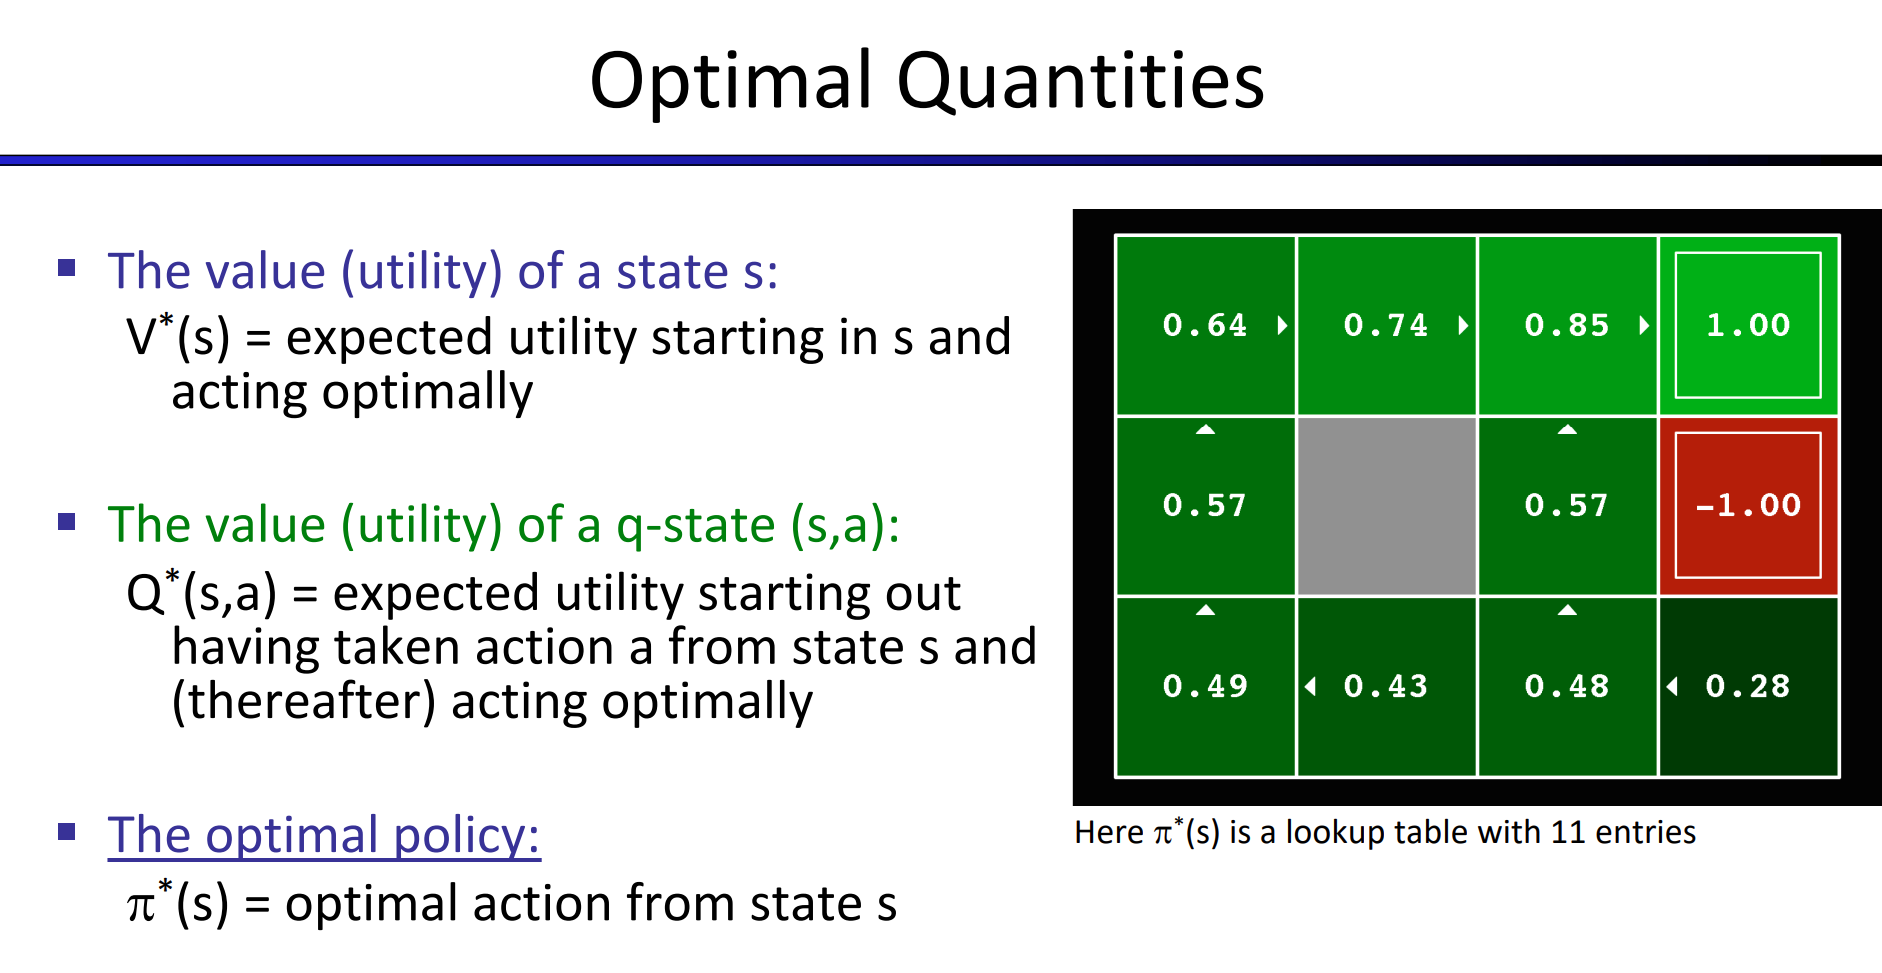 Optimal Quantities
▪ The value (utility) of a state s:
V*(s) = expected utility starting in s and
acting optimally
▪ The value (utility) of a q-state (s,a):
Q*(s,a) = expected utility starting out
having taken action a from state s and
(thereafter) acting optimally
▪ The optimal policy:
π*(s) = optimal action from state s
0.64 0.74 0.85 1.00
0.57 0.57 -1.00
0.49 0.43 0.48 0.28
Here π*(s) is a lookup table with 11 entries